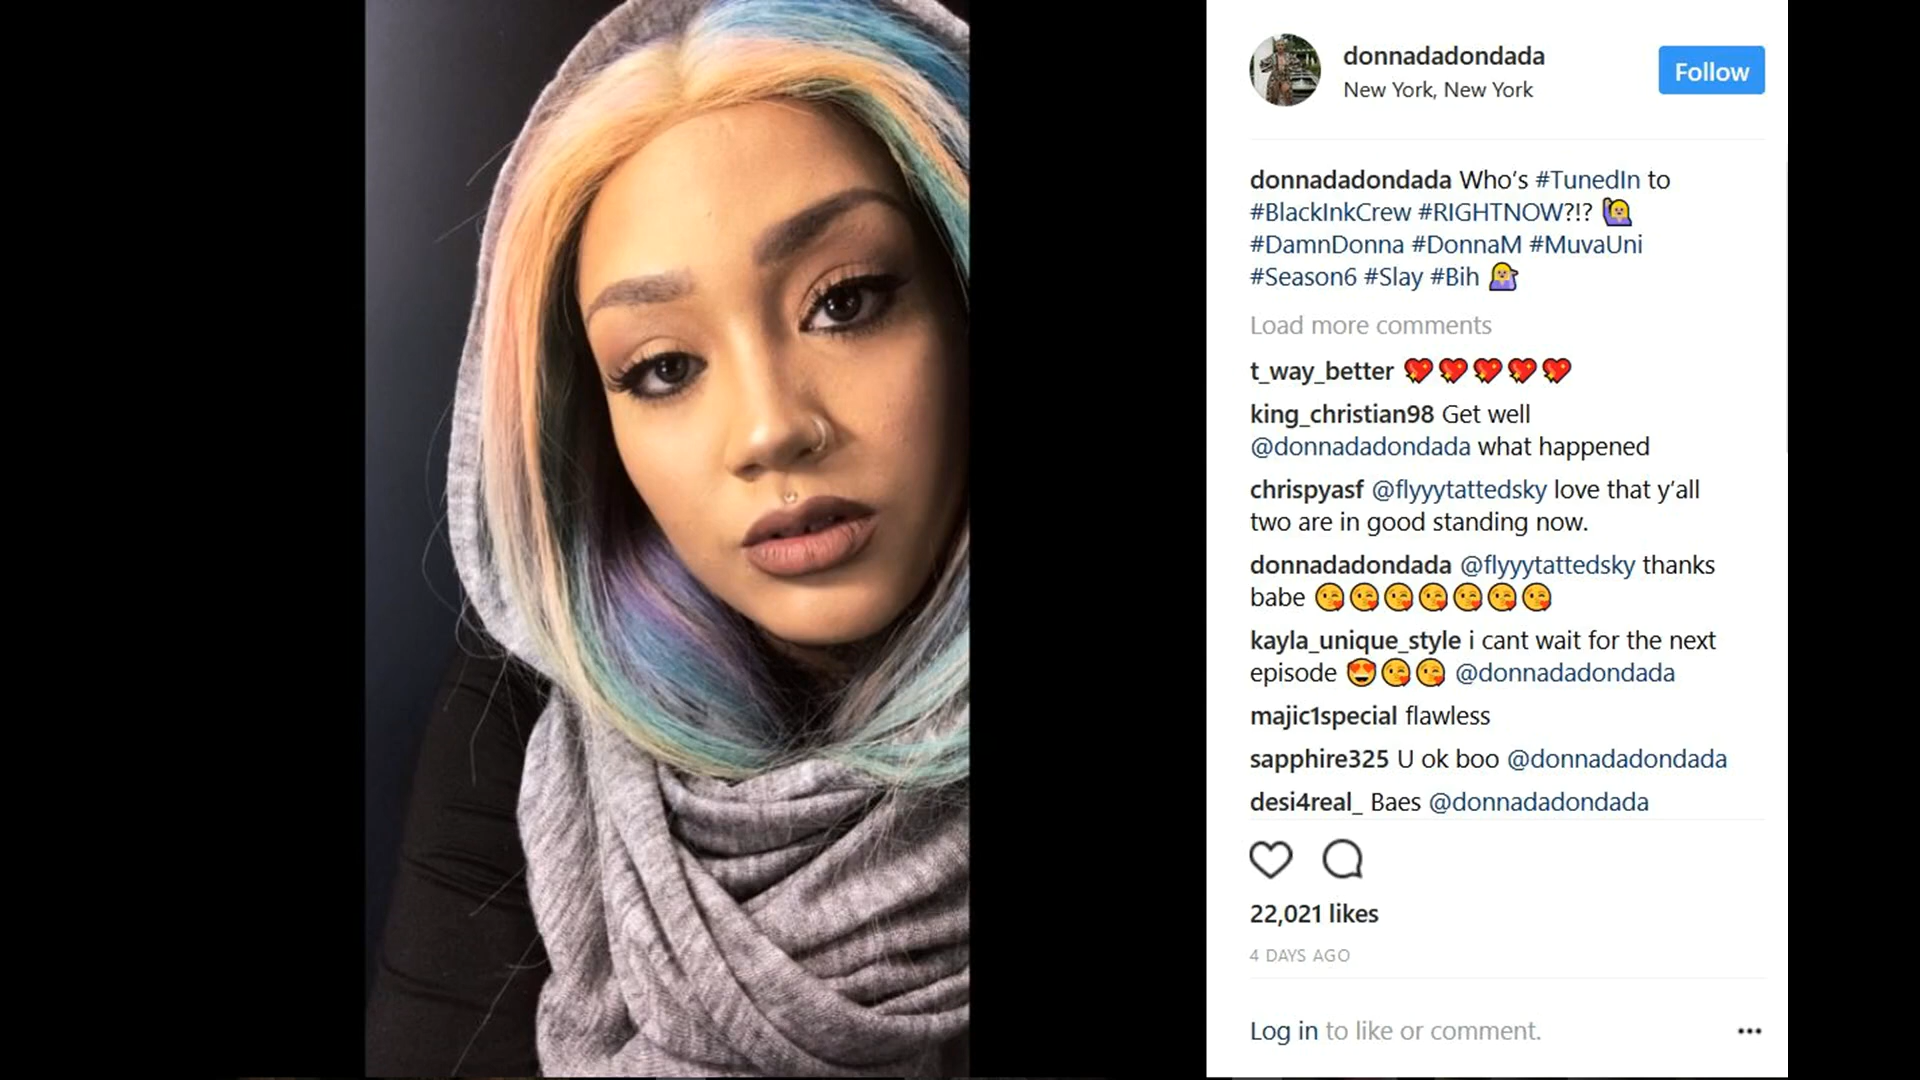 donnadadondada
New York, New York
Follow
donnadadondada Who's #TunedIn to
#BlackInkCrew #RIGHTNOW?!? 🙋🏼
#DamnDonna #DonnaM #MuvaUni
#Season6 #Slay #Bih 💁🏼
Load more comments
t_way_better 💖💖💖💖💖
king_christian98 Get well
@donnadadondada what happened
chrispyasf @flyyytattedsky love that y'all
two are in good standing now.
donnadadondada @flyyytattedsky thanks
babe 😘😘😘😘😘😘😘
kayla_unique_style i cant wait for the next
episode 😍😘😘 @donnadadondada
majic1special flawless
sapphire325 U ok boo @donnadadondada
desi4real_ Baes @donnadadondada
22,021 likes
4 DAYS AGO
Log in to like or comment.